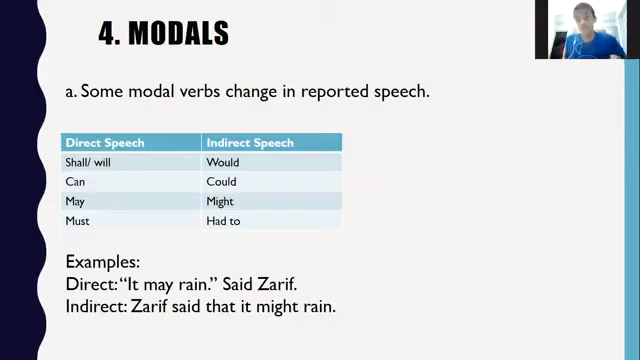 4. MODALS
a. Some modal verbs change in reported speech.
Direct Speech Indirect Speech
Shall/ will Would
Can Could
May Might
Must Had to
Examples:
Direct: “It may rain.” Said Zarif.
Indirect: Zarif said that it might rain.